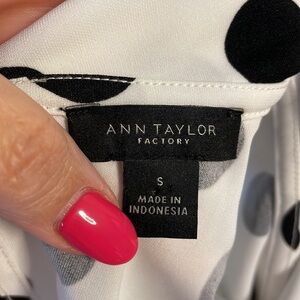 ANN TAYLOR
FACTORY
S
MADE IN
INDONESIA